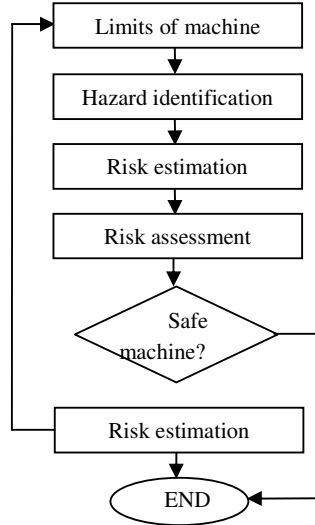 Limits of machine
Hazard identification
Risk estimation
Risk assessment
Safe
machine?
Risk estimation
END